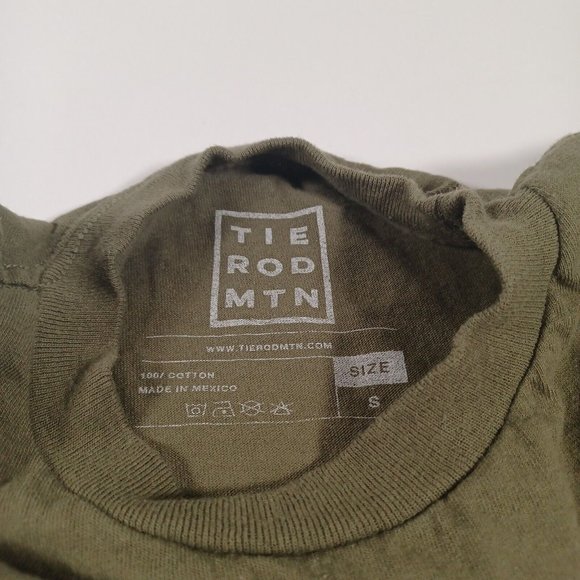 TIE
ROD
MTN
WWW.TIERODMTN.COM
100/ COTTON
MADE IN MEXICO
SIZE
S